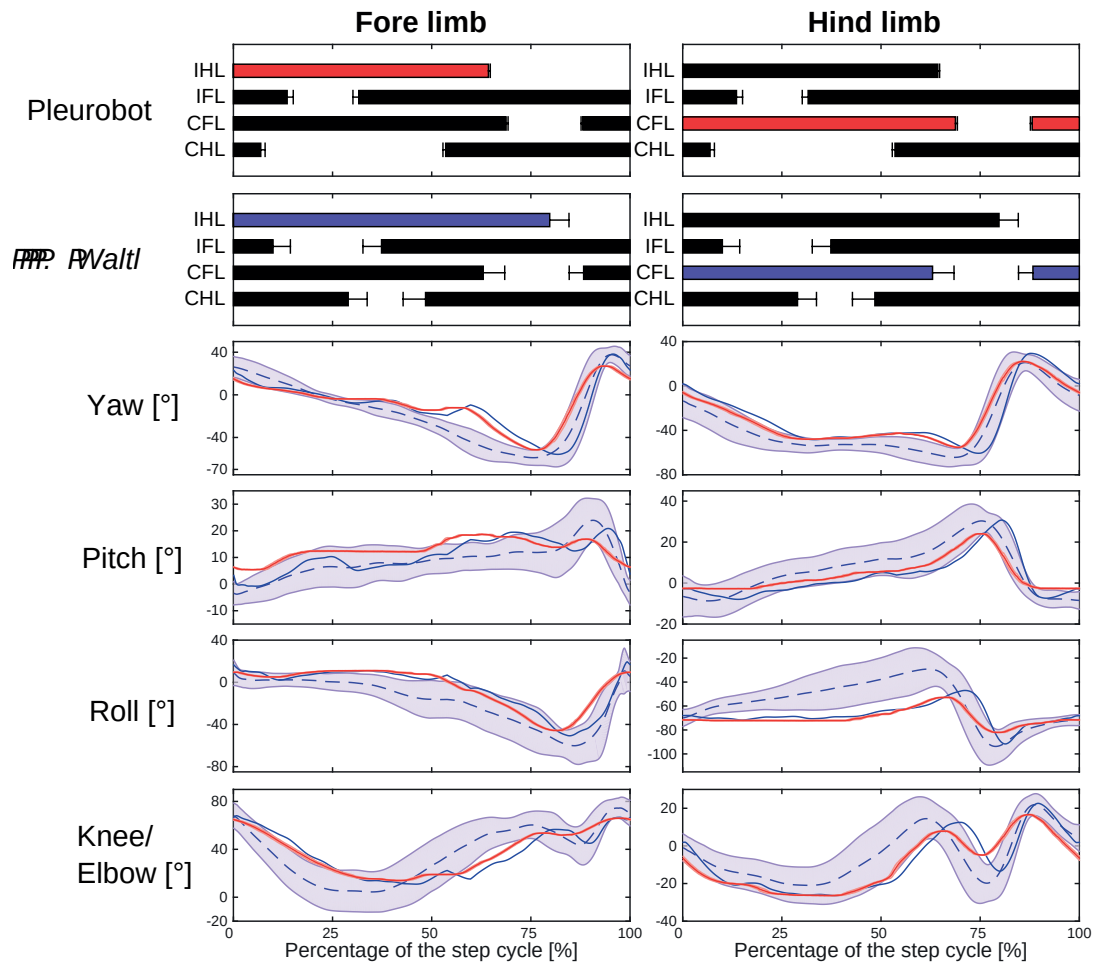 Fore limb Hind limb
Pleurobot
IHL IHL
IFL IFL
CFL CFL
CHL CHL
Waltl
IHL IHL
IFL IFL
CFL CFL
CHL CHL
Yaw [°]
40 0 -40 -70
40 0 -40 -80
Pitch [°]
30 20 10 0 -10
40 20 0 -20
Roll [°]
40 0 -40 -80
-20 -40 -60 -80 -100
Knee/
Elbow [°]
80 40 0 -20
20 0 -20 -40
0 25 50 75 100 0 25 50 75 100
Percentage of the step cycle [%] Percentage of the step cycle [%]